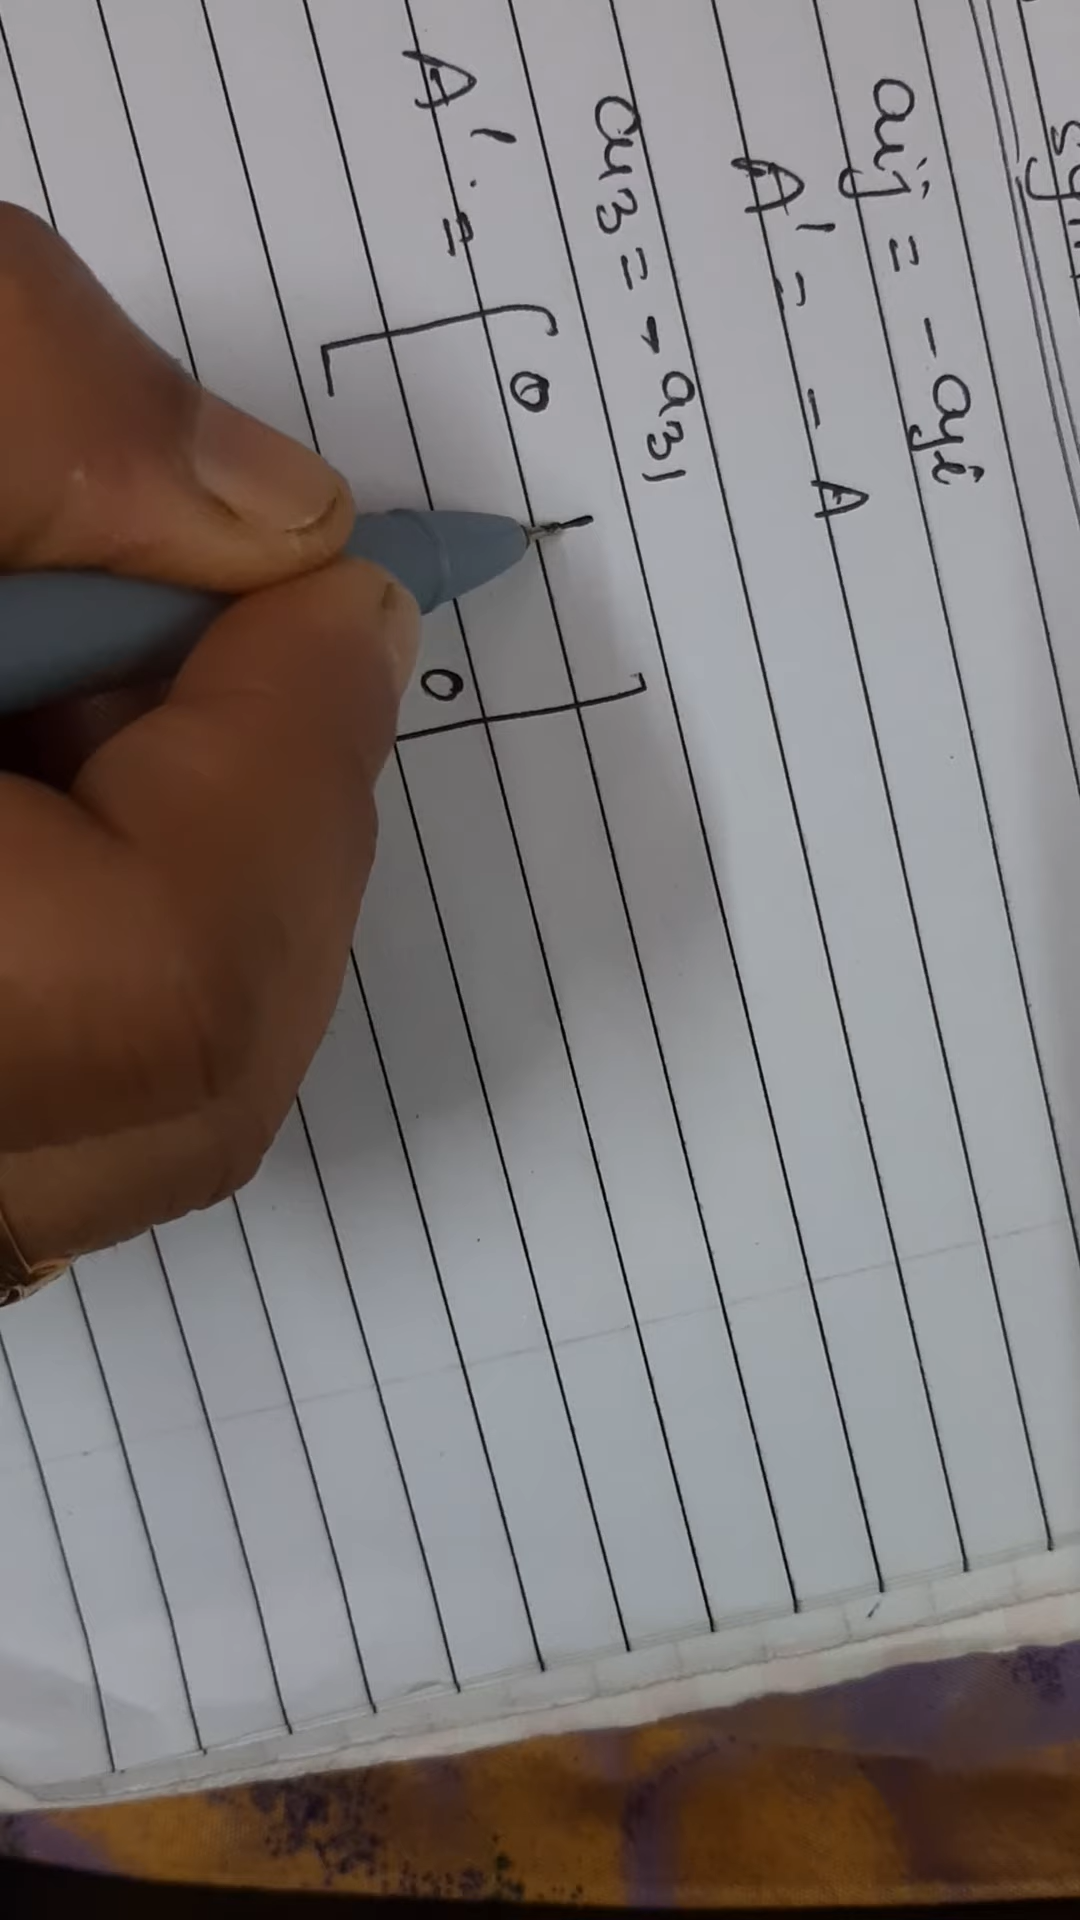 aij = - aji
A' = - A
a13 = - a31
A' = [ 0
0 ]